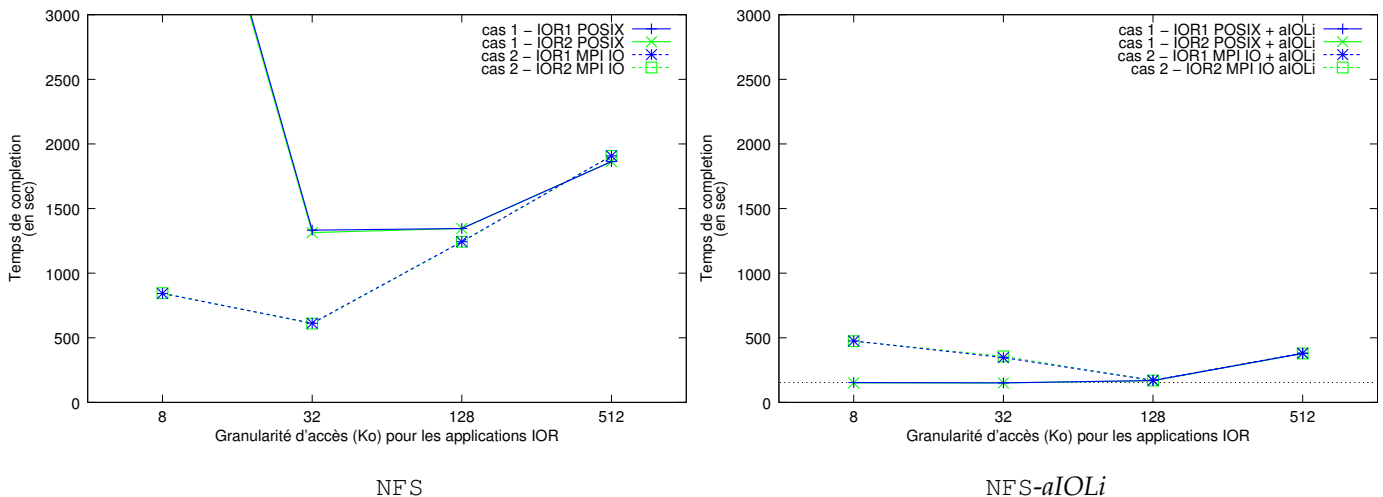 3000
2500
2000
1500
1000
500
0
8
32
128
512
Temps de completion
(en sec)
Granularité d'accès (Ko) pour les applications IOR
cas 1 – IOR1 POSIX
cas 1 – IOR2 POSIX
cas 2 – IOR1 MPI IO
cas 2 – IOR2 MPI IO
NFS
3000
2500
2000
1500
1000
500
0
8
32
128
512
Temps de completion
(en sec)
Granularité d'accès (Ko) pour les applications IOR
cas 1 – IOR1 POSIX + aIOLi
cas 1 – IOR2 POSIX + aIOLi
cas 2 – IOR1 MPI IO + aIOLi
cas 2 – IOR2 MPI IO aIOLi
NFS-aIOLi